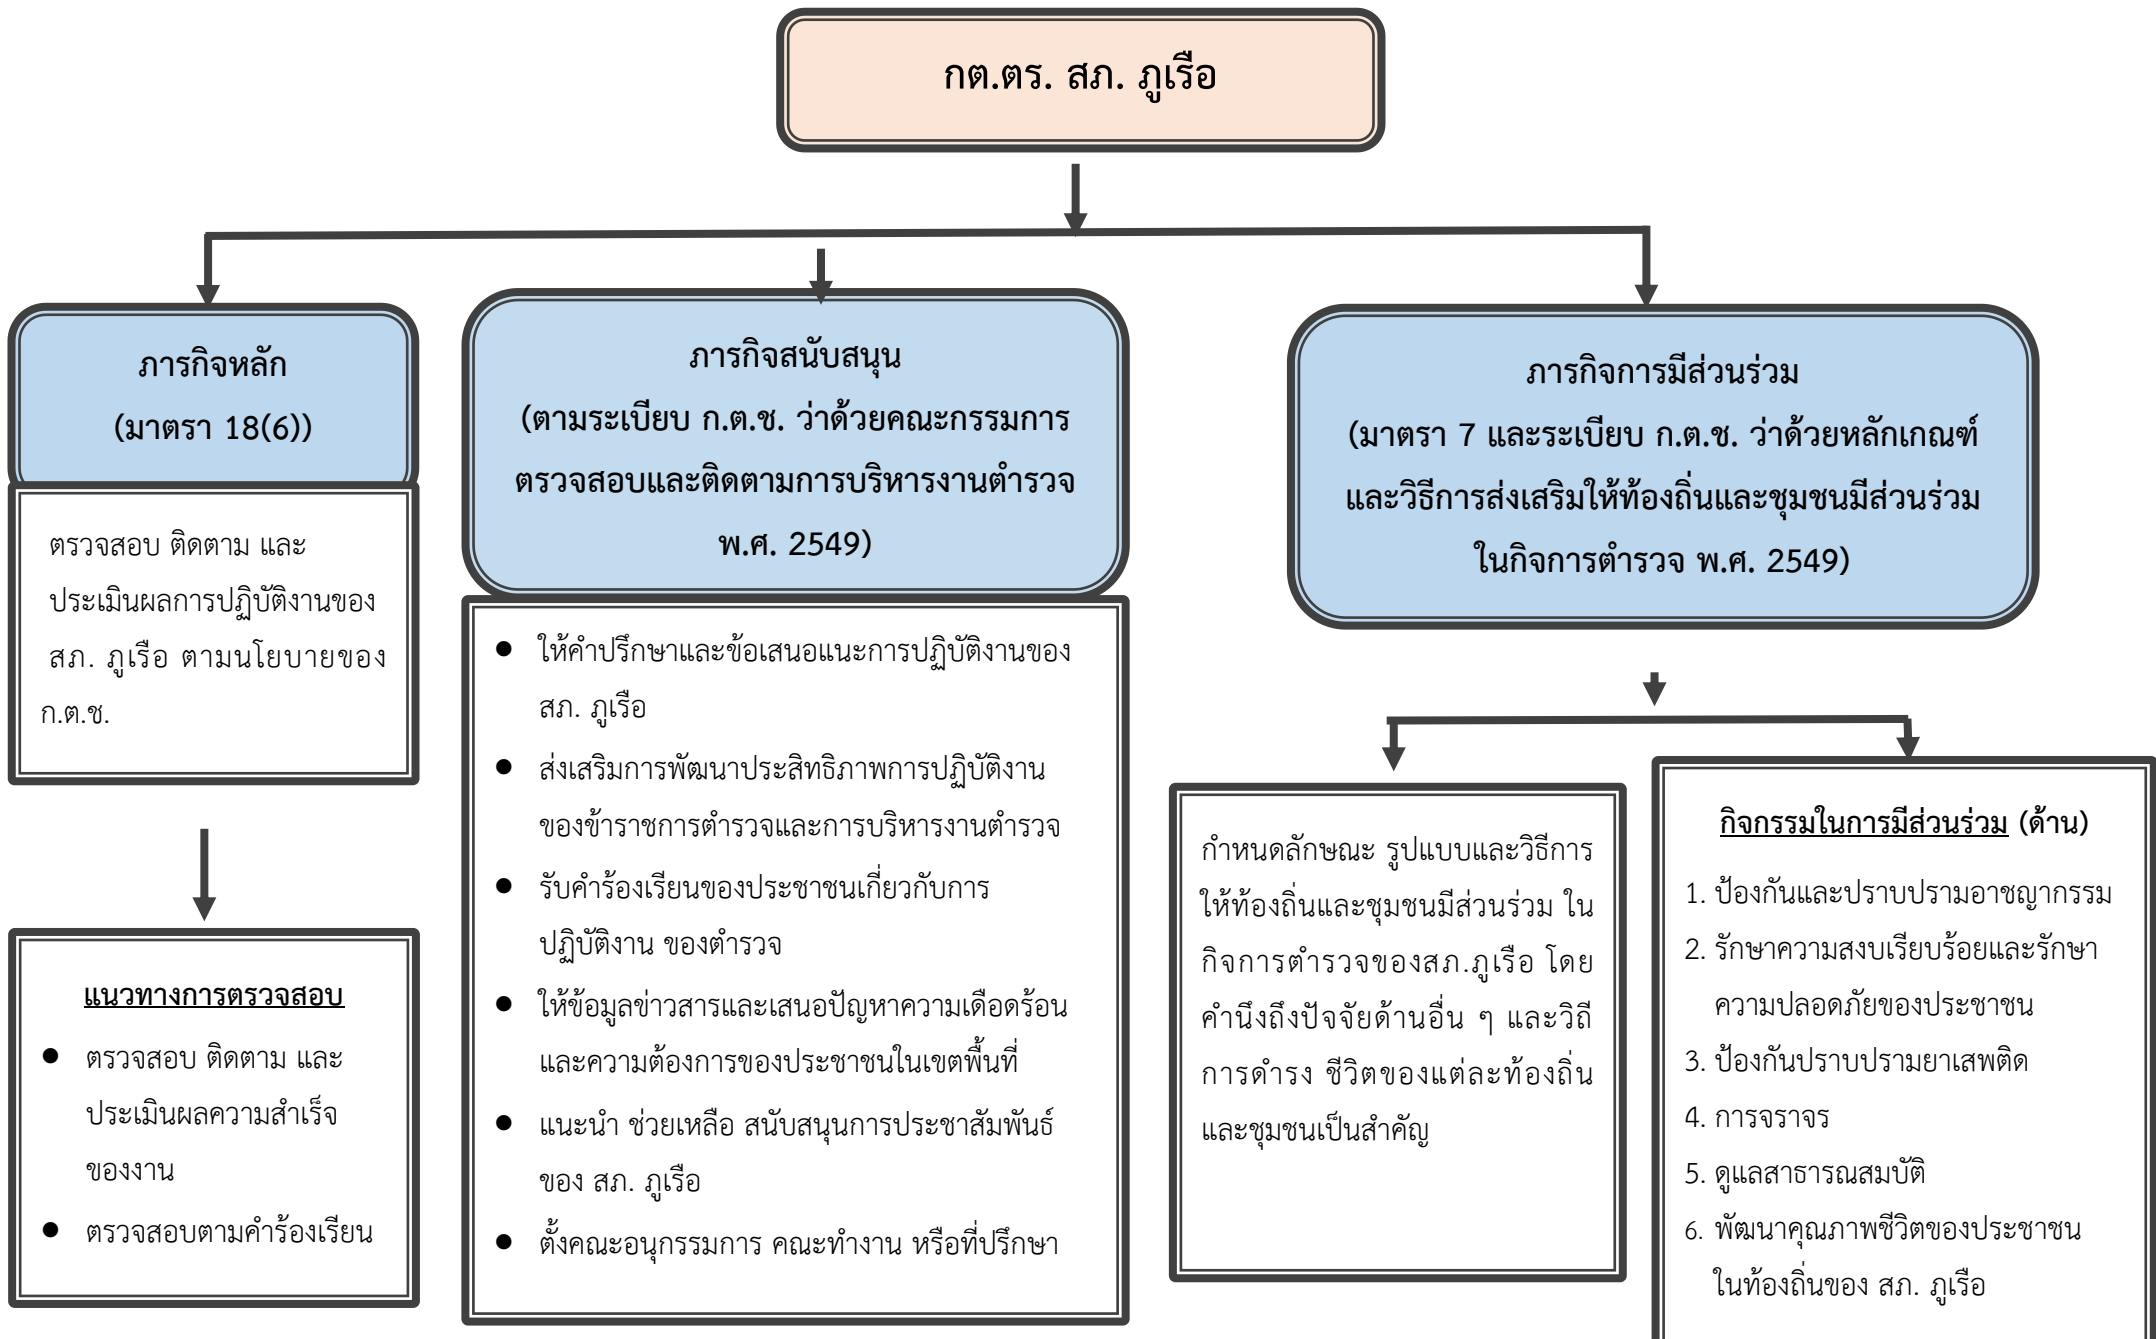 กต.ตร. สภ. ภูเรือ
ภารกิจหลัก
(มาตรา 18(6))
ตรวจสอบ ติดตาม และ
ประเมินผลการปฏิบัติงานของ
สภ. ภูเรือ ตามนโยบายของ
ก.ต.ช.
แนวทางการตรวจสอบ
● ตรวจสอบ ติดตาม และ
ประเมินผลความสำเร็จ
ของงาน
● ตรวจสอบตามคำร้องเรียน
ภารกิจสนับสนุน
(ตามระเบียบ ก.ต.ช. ว่าด้วยคณะกรรมการ
ตรวจสอบและติดตามการบริหารงานตำรวจ
พ.ศ. 2549)
● ให้คำปรึกษาและข้อเสนอแนะการปฏิบัติงานของ
สภ. ภูเรือ
● ส่งเสริมการพัฒนาประสิทธิภาพการปฏิบัติงาน
ของข้าราชการตำรวจและการบริหารงานตำรวจ
● รับคำร้องเรียนของประชาชนเกี่ยวกับการ
ปฏิบัติงาน ของตำรวจ
● ให้ข้อมูลข่าวสารและเสนอปัญหาความเดือดร้อน
และความต้องการของประชาชนในเขตพื้นที่
● แนะนำ ช่วยเหลือ สนับสนุนการประชาสัมพันธ์
ของ สภ. ภูเรือ
● ตั้งคณะอนุกรรมการ คณะทำงาน หรือที่ปรึกษา
ภารกิจการมีส่วนร่วม
(มาตรา 7 และระเบียบ ก.ต.ช. ว่าด้วยหลักเกณฑ์
และวิธีการส่งเสริมให้ท้องถิ่นและชุมชนมีส่วนร่วม
ในกิจการตำรวจ พ.ศ. 2549)
กำหนดลักษณะ รูปแบบและวิธีการ
ให้ท้องถิ่นและชุมชนมีส่วนร่วม ใน
กิจการตำรวจของสภ.ภูเรือ โดย
คำนึงถึงปัจจัยด้านอื่น ๆ และวิถี
การดำรง ชีวิตของแต่ละท้องถิ่น
และชุมชนเป็นสำคัญ
กิจกรรมในการมีส่วนร่วม (ด้าน)
1. ป้องกันและปราบปรามอาชญากรรม
2. รักษาความสงบเรียบร้อยและรักษา
ความปลอดภัยของประชาชน
3. ป้องกันปราบปรามยาเสพติด
4. การจราจร
5. ดูแลสาธารณสมบัติ
6. พัฒนาคุณภาพชีวิตของประชาชน
ในท้องถิ่นของ สภ. ภูเรือ